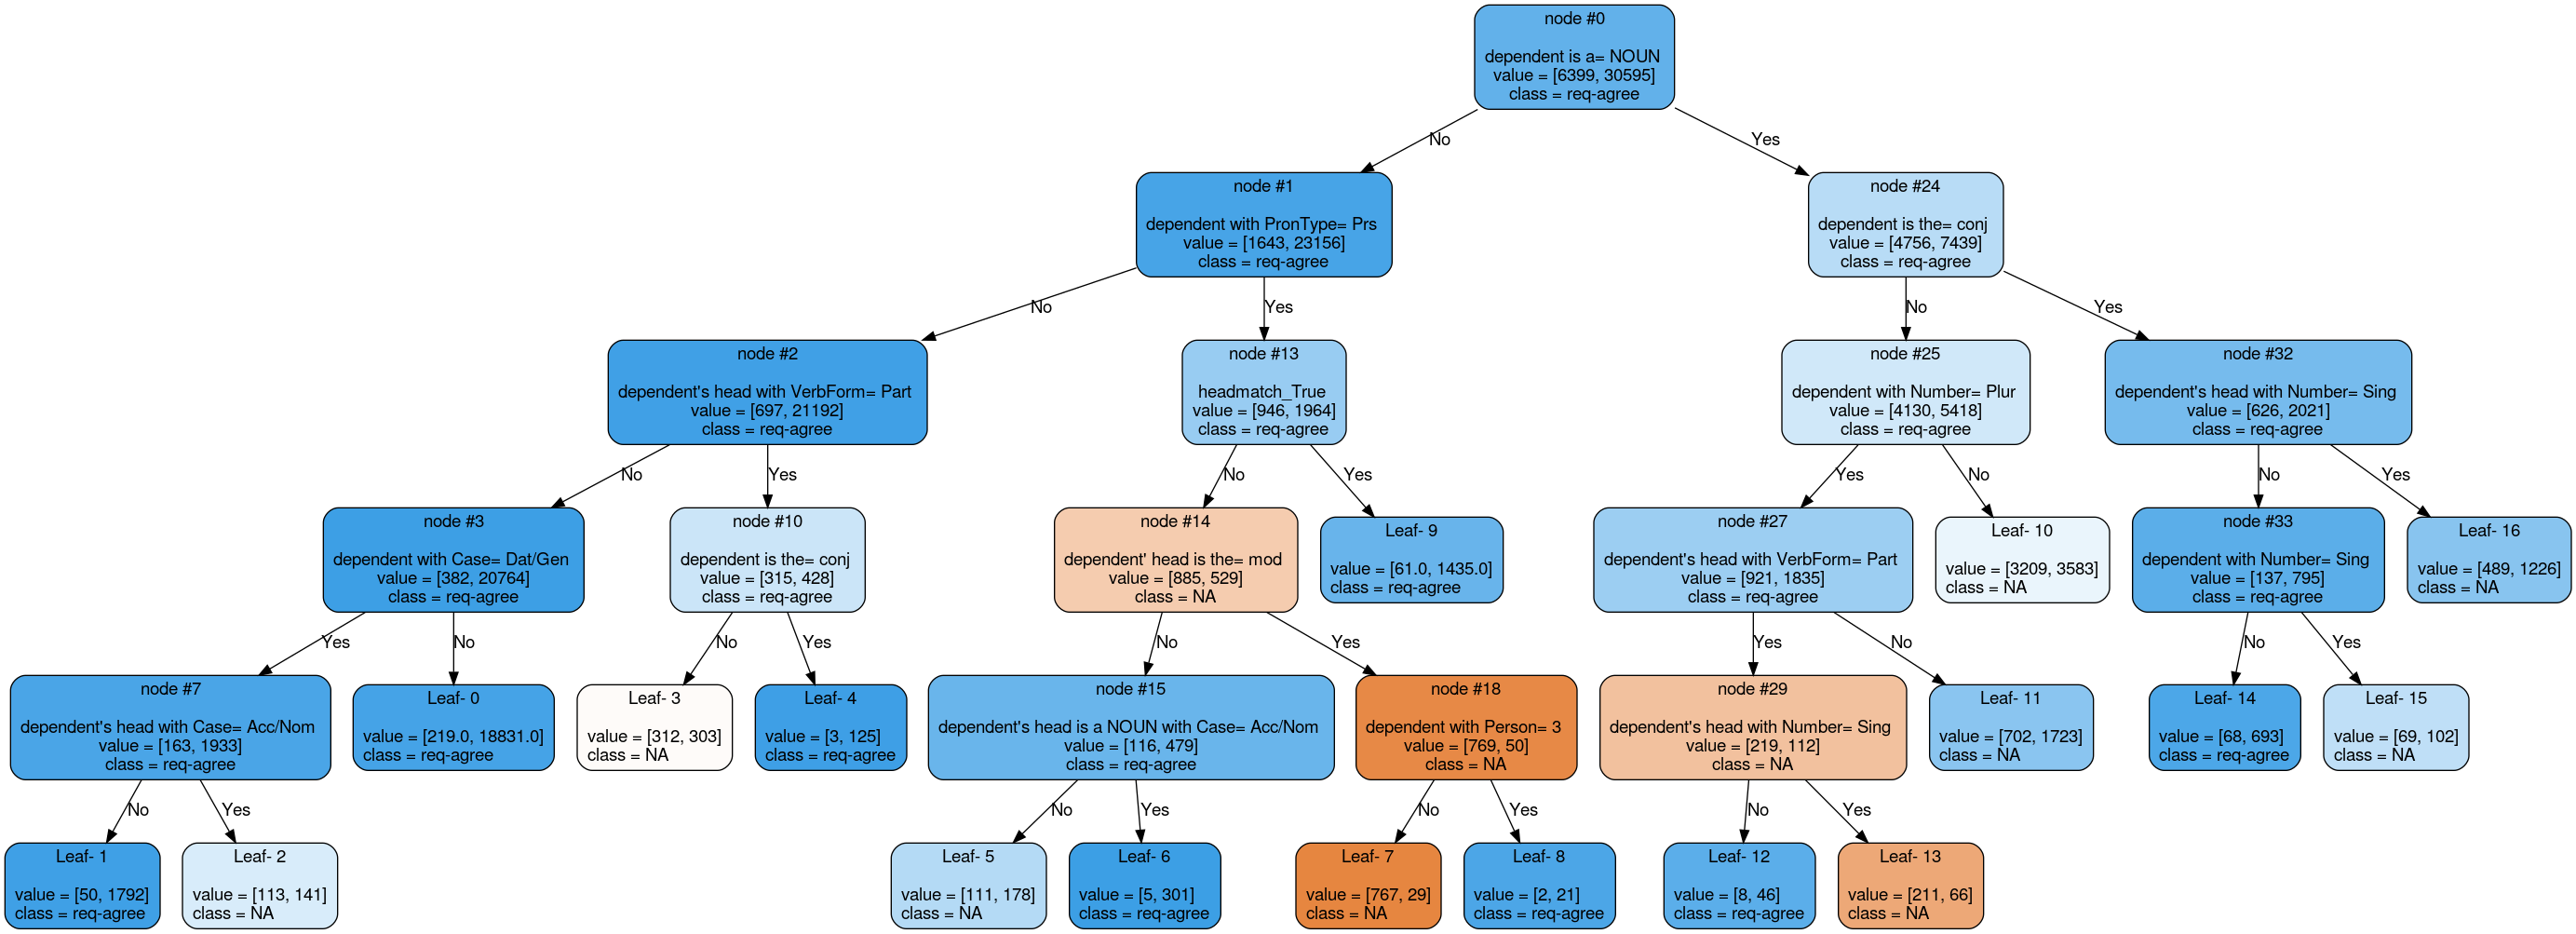 node #0
dependent is a= NOUN
value = [6399, 30595]
class = req-agree
No
Yes
node #1
dependent with PronType= Prs
value = [1643, 23156]
class = req-agree
node #24
dependent is the= conj
value = [4756, 7439]
class = req-agree
No
Yes
No
Yes
node #2
dependent's head with VerbForm= Part
value = [697, 21192]
class = req-agree
node #13
headmatch_True
value = [946, 1964]
class = req-agree
node #25
dependent with Number= Plur
value = [4130, 5418]
class = req-agree
node #32
dependent's head with Number= Sing
value = [626, 2021]
class = req-agree
No
Yes
No
Yes
Yes
No
No
Yes
node #3
dependent with Case= Dat/Gen
value = [382, 20764]
class = req-agree
node #10
dependent is the= conj
value = [315, 428]
class = req-agree
node #14
dependent' head is the= mod
value = [885, 529]
class = NA
Leaf- 9
value = [61.0, 1435.0]
class = req-agree
node #27
dependent's head with VerbForm= Part
value = [921, 1835]
class = req-agree
Leaf- 10
value = [3209, 3583]
class = NA
node #33
dependent with Number= Sing
value = [137, 795]
class = req-agree
Leaf- 16
value = [489, 1226]
class = NA
Yes
No
No
Yes
No
Yes
Yes
No
No
Yes
node #7
dependent's head with Case= Acc/Nom
value = [163, 1933]
class = req-agree
Leaf- 0
value = [219.0, 18831.0]
class = req-agree
Leaf- 3
value = [312, 303]
class = NA
Leaf- 4
value = [3, 125]
class = req-agree
node #15
dependent's head is a NOUN with Case= Acc/Nom
value = [116, 479]
class = req-agree
node #18
dependent with Person= 3
value = [769, 50]
class = NA
node #29
dependent's head with Number= Sing
value = [219, 112]
class = NA
Leaf- 11
value = [702, 1723]
class = NA
Leaf- 14
value = [68, 693]
class = req-agree
Leaf- 15
value = [69, 102]
class = NA
No
Yes
No
Yes
No
Yes
No
Yes
Leaf- 1
value = [50, 1792]
class = req-agree
Leaf- 2
value = [113, 141]
class = NA
Leaf- 5
value = [111, 178]
class = NA
Leaf- 6
value = [5, 301]
class = req-agree
Leaf- 7
value = [767, 29]
class = NA
Leaf- 8
value = [2, 21]
class = req-agree
Leaf- 12
value = [8, 46]
class = req-agree
Leaf- 13
value = [211, 66]
class = NA